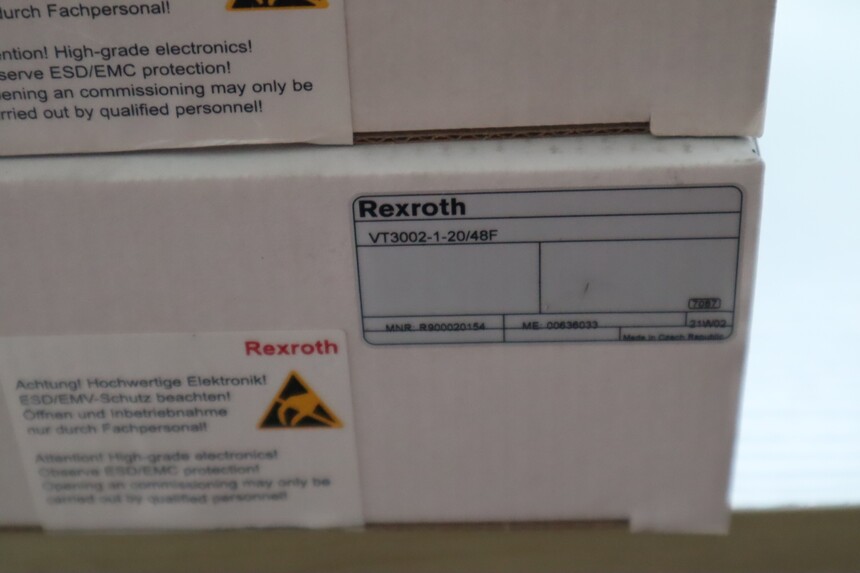 durch Fachpersonal!
ention! High-grade electronics!
serve ESD/EMC protection!
ening an commissioning may only be
rried out by qualified personnel!
Rexroth
VT3002-1-20/48F
7087
MNR: R900020154
ME: 00636033
21W02
Made in Czech Republic
Rexroth
Achtung! Hochwertige Elektronik!
ESD/EMV-Schutz beachten!
Öffnen und Inbetriebnahme
nur durch Fachpersonal!
Attention! High-grade electronics!
Observe ESD/EMC protection!
Opening an commissioning may only be
carried out by qualified personnel!